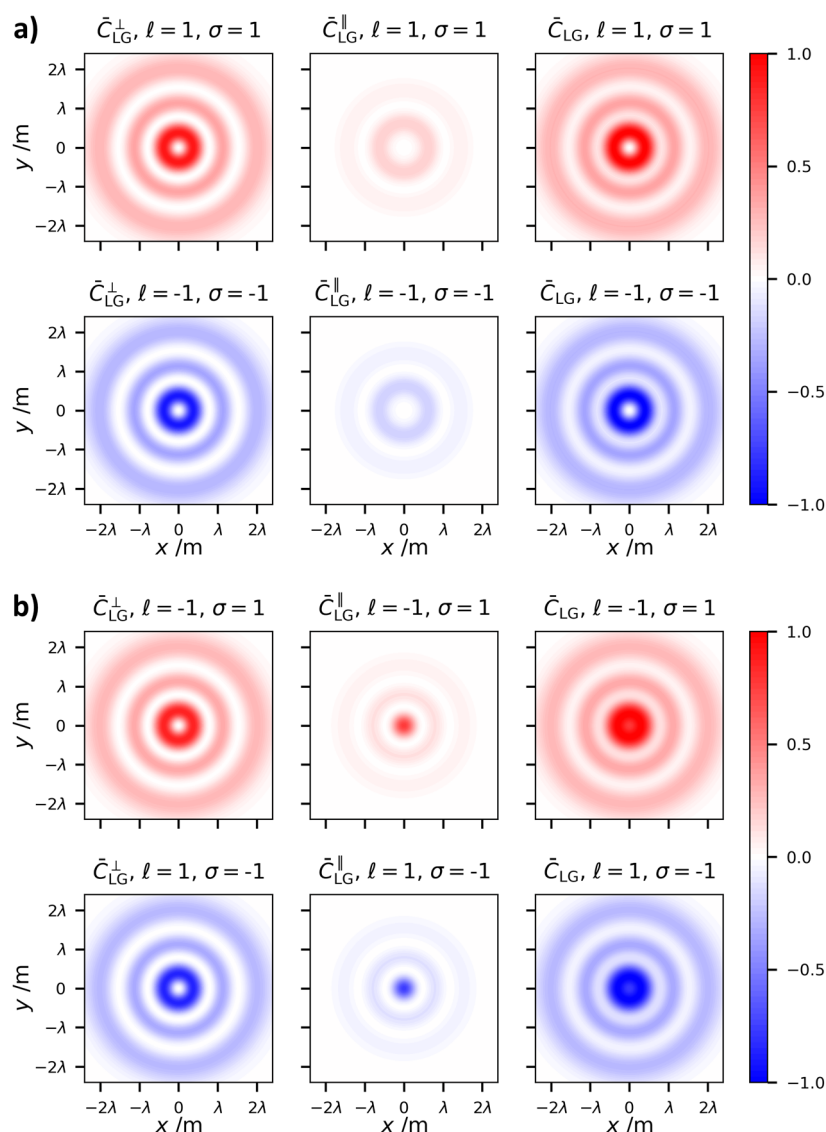 a)
C̄⊥LG, ℓ = 1, σ = 1
C̄∥LG, ℓ = 1, σ = 1
C̄LG, ℓ = 1, σ = 1
2λ
λ
0
−λ
−2λ
y /m
C̄⊥LG, ℓ = -1, σ = -1
C̄∥LG, ℓ = -1, σ = -1
C̄LG, ℓ = -1, σ = -1
2λ
λ
0
−λ
−2λ
y /m
−2λ −λ 0 λ 2λ
x /m
−2λ −λ 0 λ 2λ
x /m
−2λ −λ 0 λ 2λ
x /m
1.0
0.5
0.0
−0.5
−1.0
b)
C̄⊥LG, ℓ = -1, σ = 1
C̄∥LG, ℓ = -1, σ = 1
C̄LG, ℓ = -1, σ = 1
2λ
λ
0
−λ
−2λ
y /m
C̄⊥LG, ℓ = 1, σ = -1
C̄∥LG, ℓ = 1, σ = -1
C̄LG, ℓ = 1, σ = -1
2λ
λ
0
−λ
−2λ
y /m
−2λ −λ 0 λ 2λ
x /m
−2λ −λ 0 λ 2λ
x /m
−2λ −λ 0 λ 2λ
x /m
1.0
0.5
0.0
−0.5
−1.0